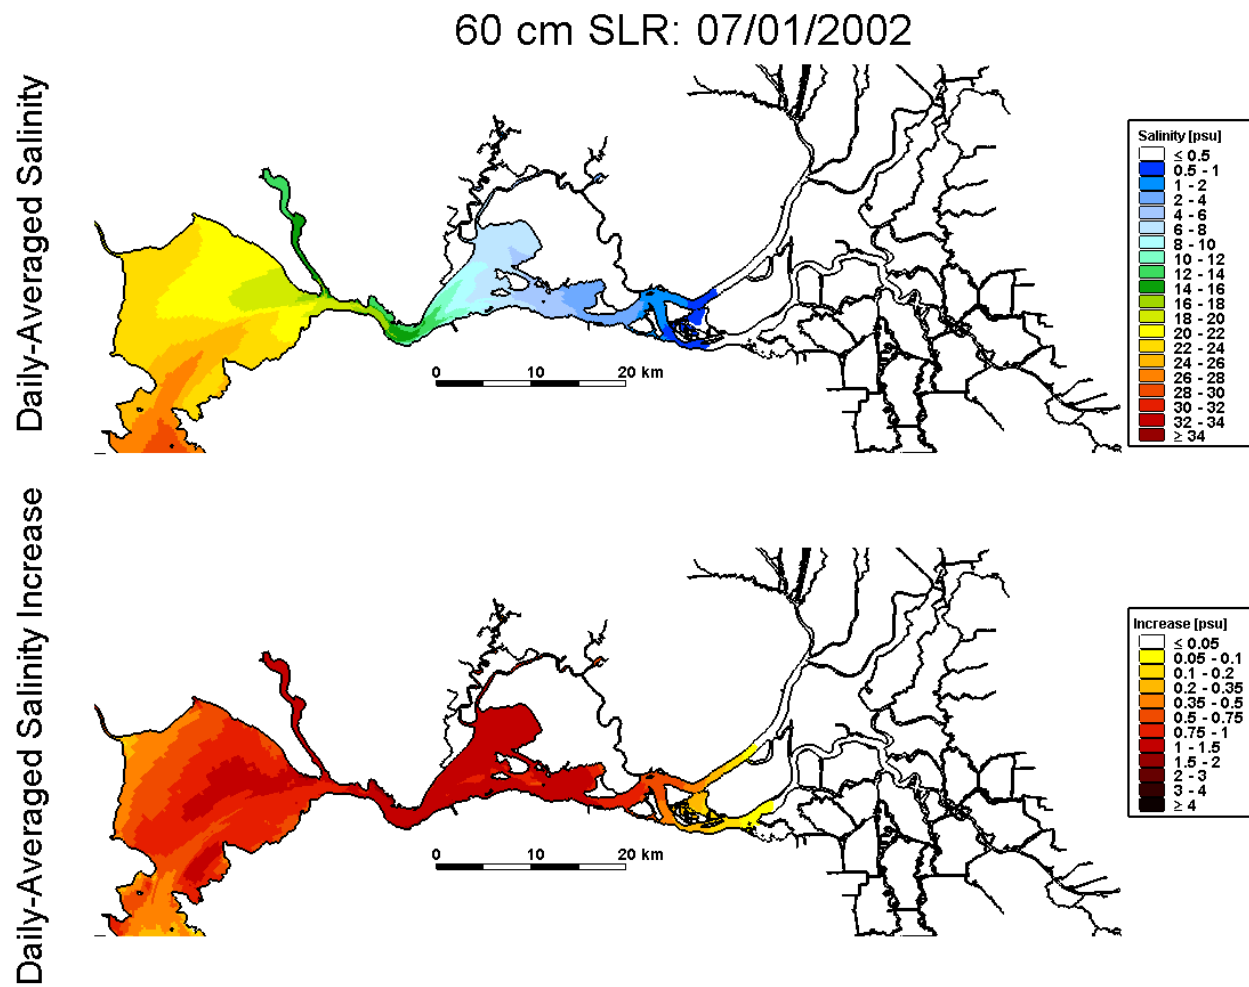 60 cm SLR: 07/01/2002
Daily-Averaged Salinity
Salinity [psu]
≤ 0.5
0.5 - 1
1 - 2
2 - 4
4 - 6
6 - 8
8 - 10
10 - 12
12 - 14
14 - 16
16 - 18
18 - 20
20 - 22
22 - 24
24 - 26
26 - 28
28 - 30
30 - 32
32 - 34
≥ 34
0 10 20 km
Daily-Averaged Salinity Increase
Increase [psu]
≤ 0.05
0.05 - 0.1
0.1 - 0.2
0.2 - 0.35
0.35 - 0.5
0.5 - 0.75
0.75 - 1
1 - 1.5
1.5 - 2
2 - 3
3 - 4
≥ 4
0 10 20 km